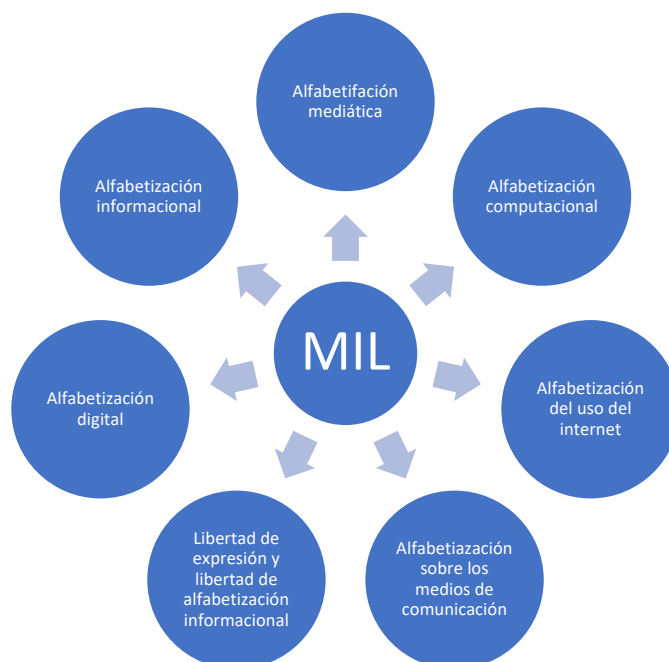 Alfabetifación
mediática
Alfabetización
computacional
Alfabetización
del uso del
internet
Alfabetiazación
sobre los
medios de
comunicación
Libertad de
expresión y
libertad de
alfabetización
informacional
Alfabetización
digital
Alfabetización
informacional
MIL